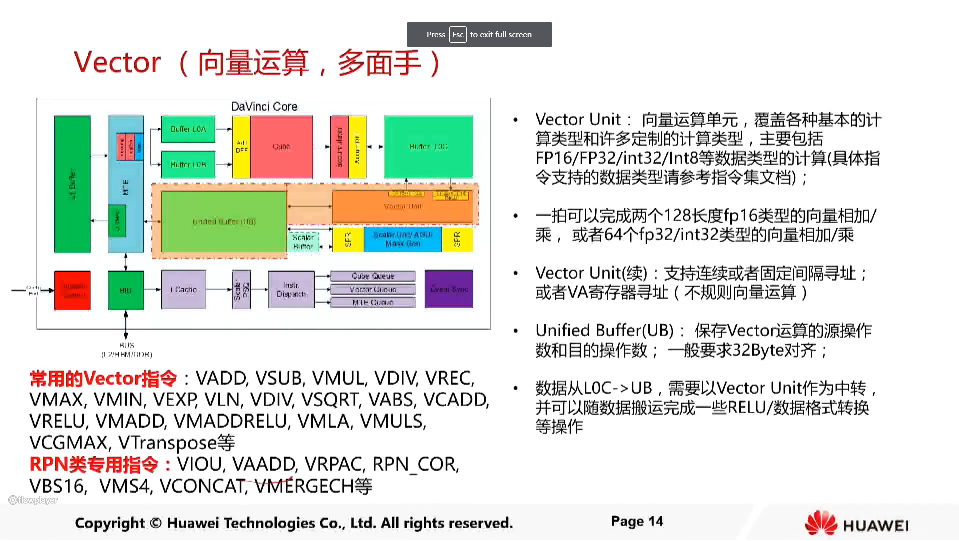 Press Esc to exit full screen
Vector （向量运算，多面手）
DaVinci Core
Buffer L0A
Buffer L0B
Cube
Buffer L0C
L1 Buffer
MTE
Unified Buffer (UB)
Vector Unit
Scalar
Buffer
SPR
GPR
BIU
I Cache
Scalar
PSQ
Instr.
Dispatch
Cube Queue
Vector Queue
MTE Queue
Event Sync
BUS
(L2/HBM/DDR)
常用的Vector指令：VADD, VSUB, VMUL, VDIV, VREC,
VMAX, VMIN, VEXP, VLN, VDIV, VSQRT, VABS, VCADD,
VRELU, VMADD, VMADDRELU, VMLA, VMULS,
VCGMAX, VTranspose等
RPN类专用指令：VIOU, VAADD, VRPAC, RPN_COR,
VBS16, VMS4, VCONCAT, VMERGECH等
• Vector Unit： 向量运算单元，覆盖各种基本的计
算类型和许多定制的计算类型，主要包括
FP16/FP32/int32/Int8等数据类型的计算(具体指
令支持的数据类型请参考指令集文档)；
• 一拍可以完成两个128长度fp16类型的向量相加/
乘， 或者64个fp32/int32类型的向量相加/乘
• Vector Unit(续)：支持连续或者固定间隔寻址；
或者VA寄存器寻址（不规则向量运算）
• Unified Buffer(UB)： 保存Vector运算的源操作
数和目的操作数； 一般要求32Byte对齐；
• 数据从L0C->UB，需要以Vector Unit作为中转，
并可以随数据搬运完成一些RELU/数据格式转换
等操作
flowplayer
Copyright © Huawei Technologies Co., Ltd. All rights reserved.
Page 14
HUAWEI